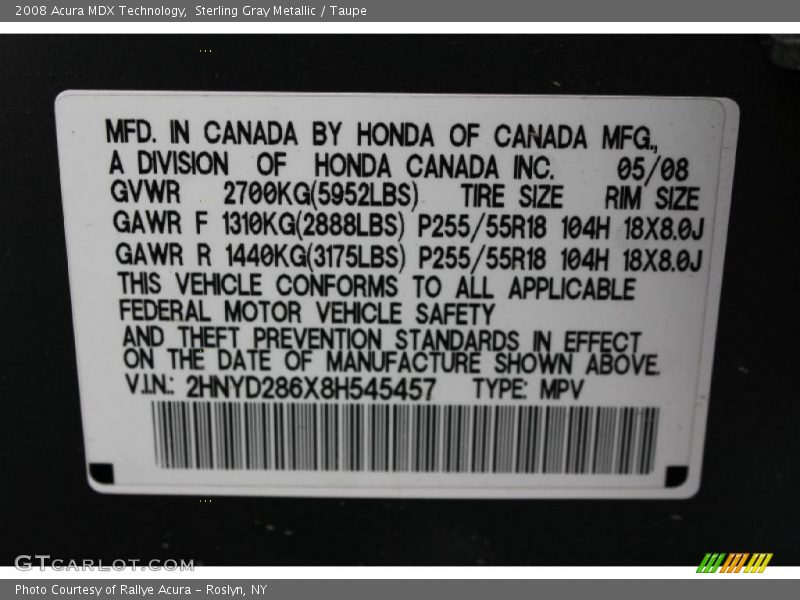 2008 Acura MDX Technology, Sterling Gray Metallic / Taupe
MFD. IN CANADA BY HONDA OF CANADA MFG.,
A DIVISION OF HONDA CANADA INC. 05/08
GVWR 2700KG(5952LBS) TIRE SIZE RIM SIZE
GAWR F 1310KG(2888LBS) P255/55R18 104H 18X8.0J
GAWR R 1440KG(3175LBS) P255/55R18 104H 18X8.0J
THIS VEHICLE CONFORMS TO ALL APPLICABLE
FEDERAL MOTOR VEHICLE SAFETY
AND THEFT PREVENTION STANDARDS IN EFFECT
ON THE DATE OF MANUFACTURE SHOWN ABOVE.
V.I.N.: 2HNYD286X8H545457 TYPE: MPV
GTCARLOT.COM
Photo Courtesy of Rallye Acura - Roslyn, NY